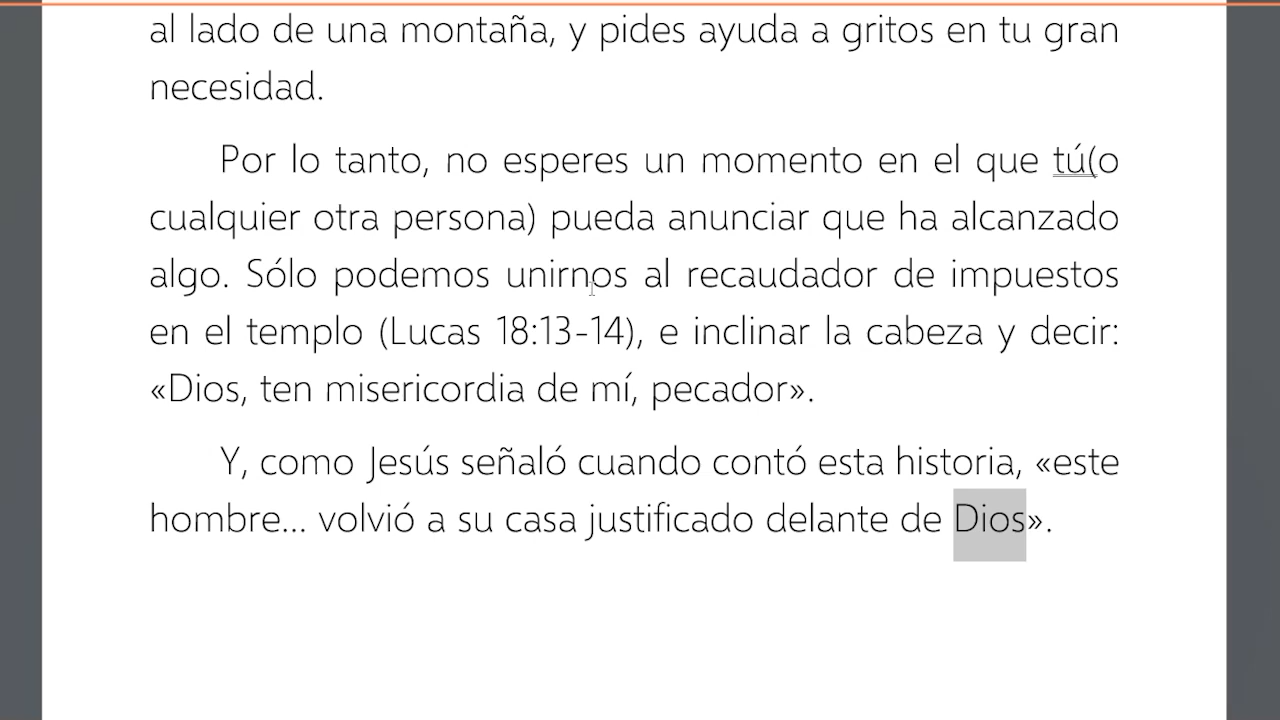 al lado de una montaña, y pides ayuda a gritos en tu gran
necesidad.
Por lo tanto, no esperes un momento en el que tú(o
cualquier otra persona) pueda anunciar que ha alcanzado
algo. Sólo podemos unirnos al recaudador de impuestos
en el templo (Lucas 18:13-14), e inclinar la cabeza y decir:
«Dios, ten misericordia de mí, pecador».
Y, como Jesús señaló cuando contó esta historia, «este
hombre... volvió a su casa justificado delante de Dios».